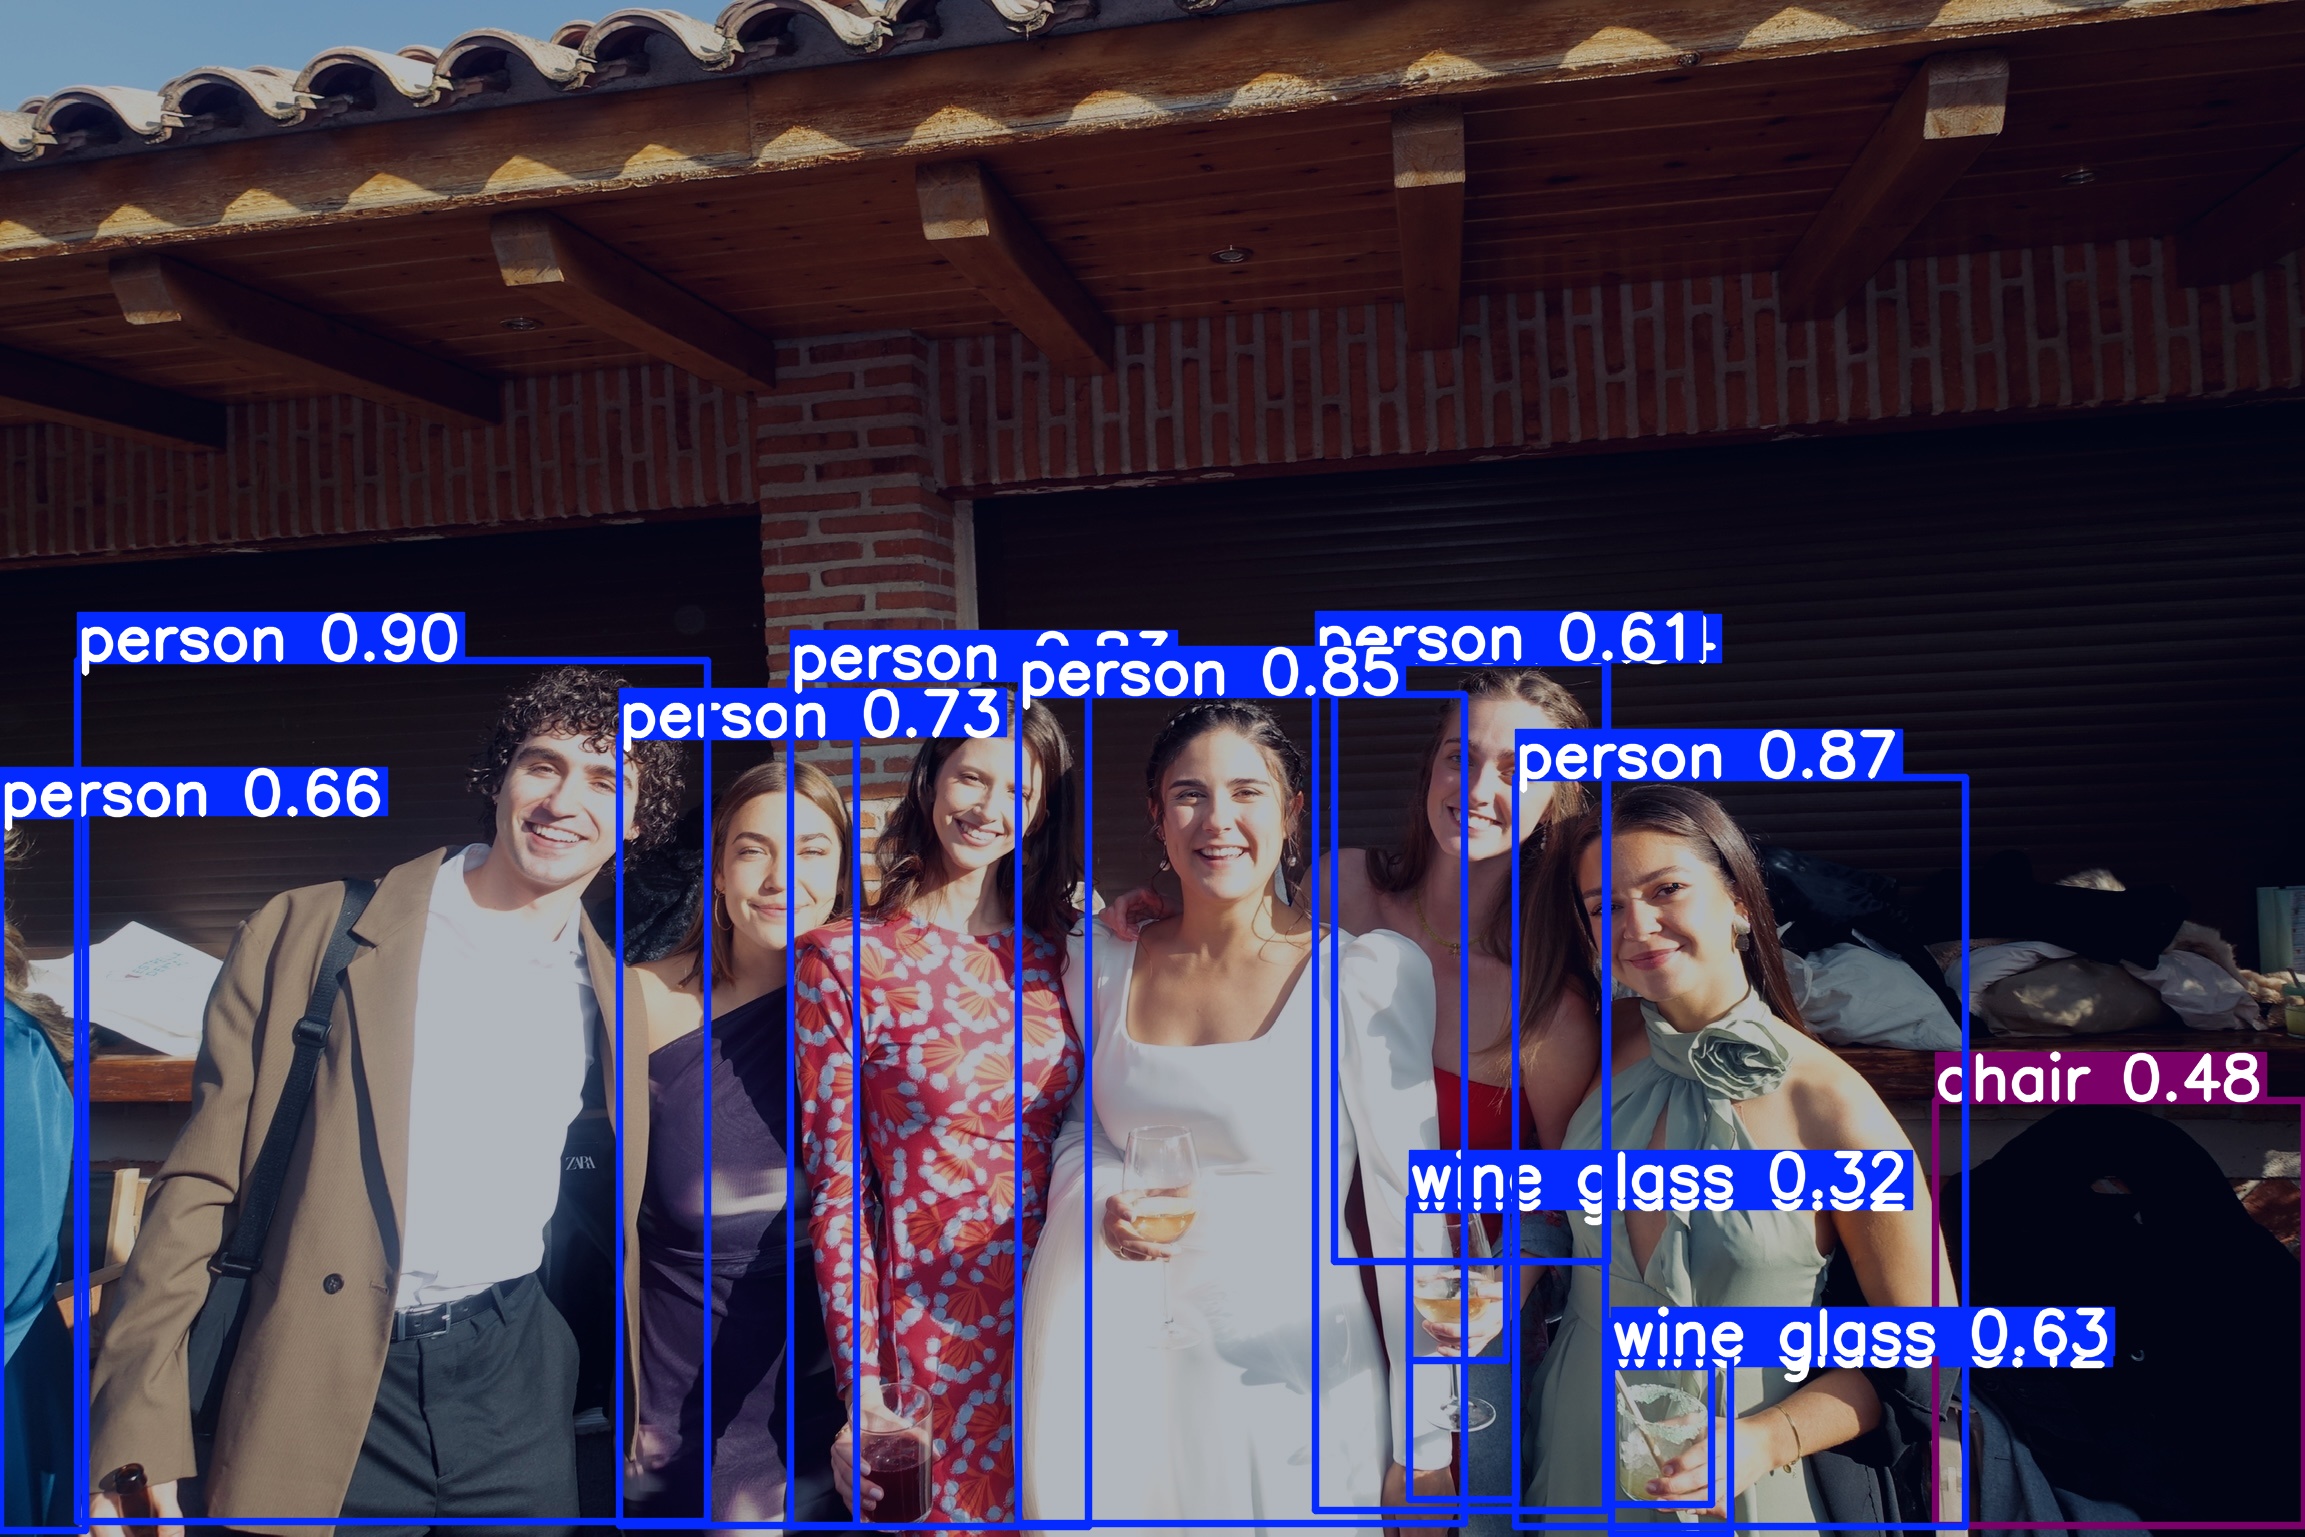 person 0.90
person
person 0.61
person 0.85
person 0.73
person 0.87
person 0.66
chair 0.48
ZARA
wine glass 0.32
wine glass 0.63